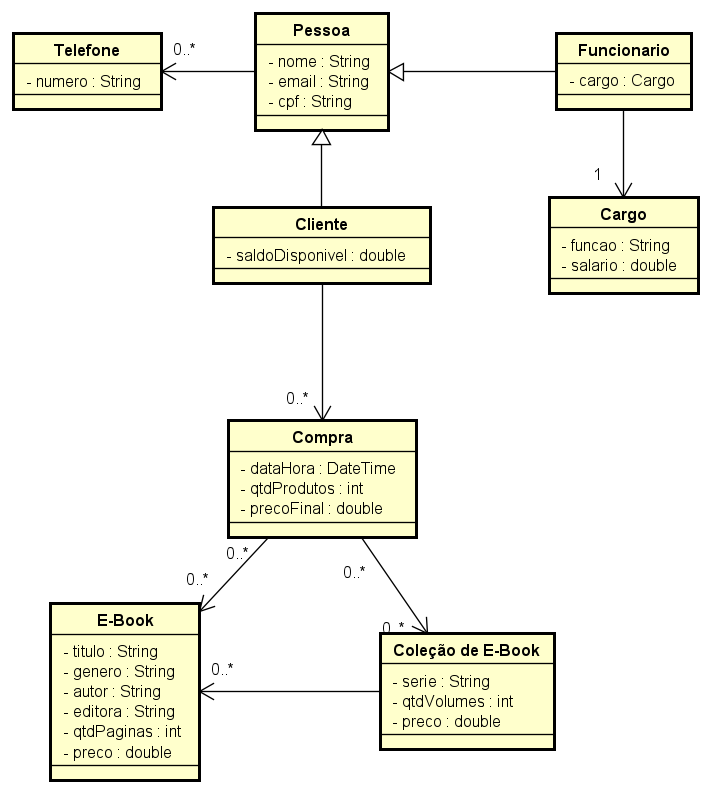 Telefone
- numero : String
0..*
Pessoa
- nome : String
- email : String
- cpf : String
Funcionario
- cargo : Cargo
1
Cargo
- funcao : String
- salario : double
Cliente
- saldoDisponivel : double
0..*
Compra
- dataHora : DateTime
- qtdProdutos : int
- precoFinal : double
0..*
0..*
0..*
0..*
E-Book
- titulo : String
- genero : String
- autor : String
- editora : String
- qtdPaginas : int
- preco : double
0..*
Coleção de E-Book
- serie : String
- qtdVolumes : int
- preco : double